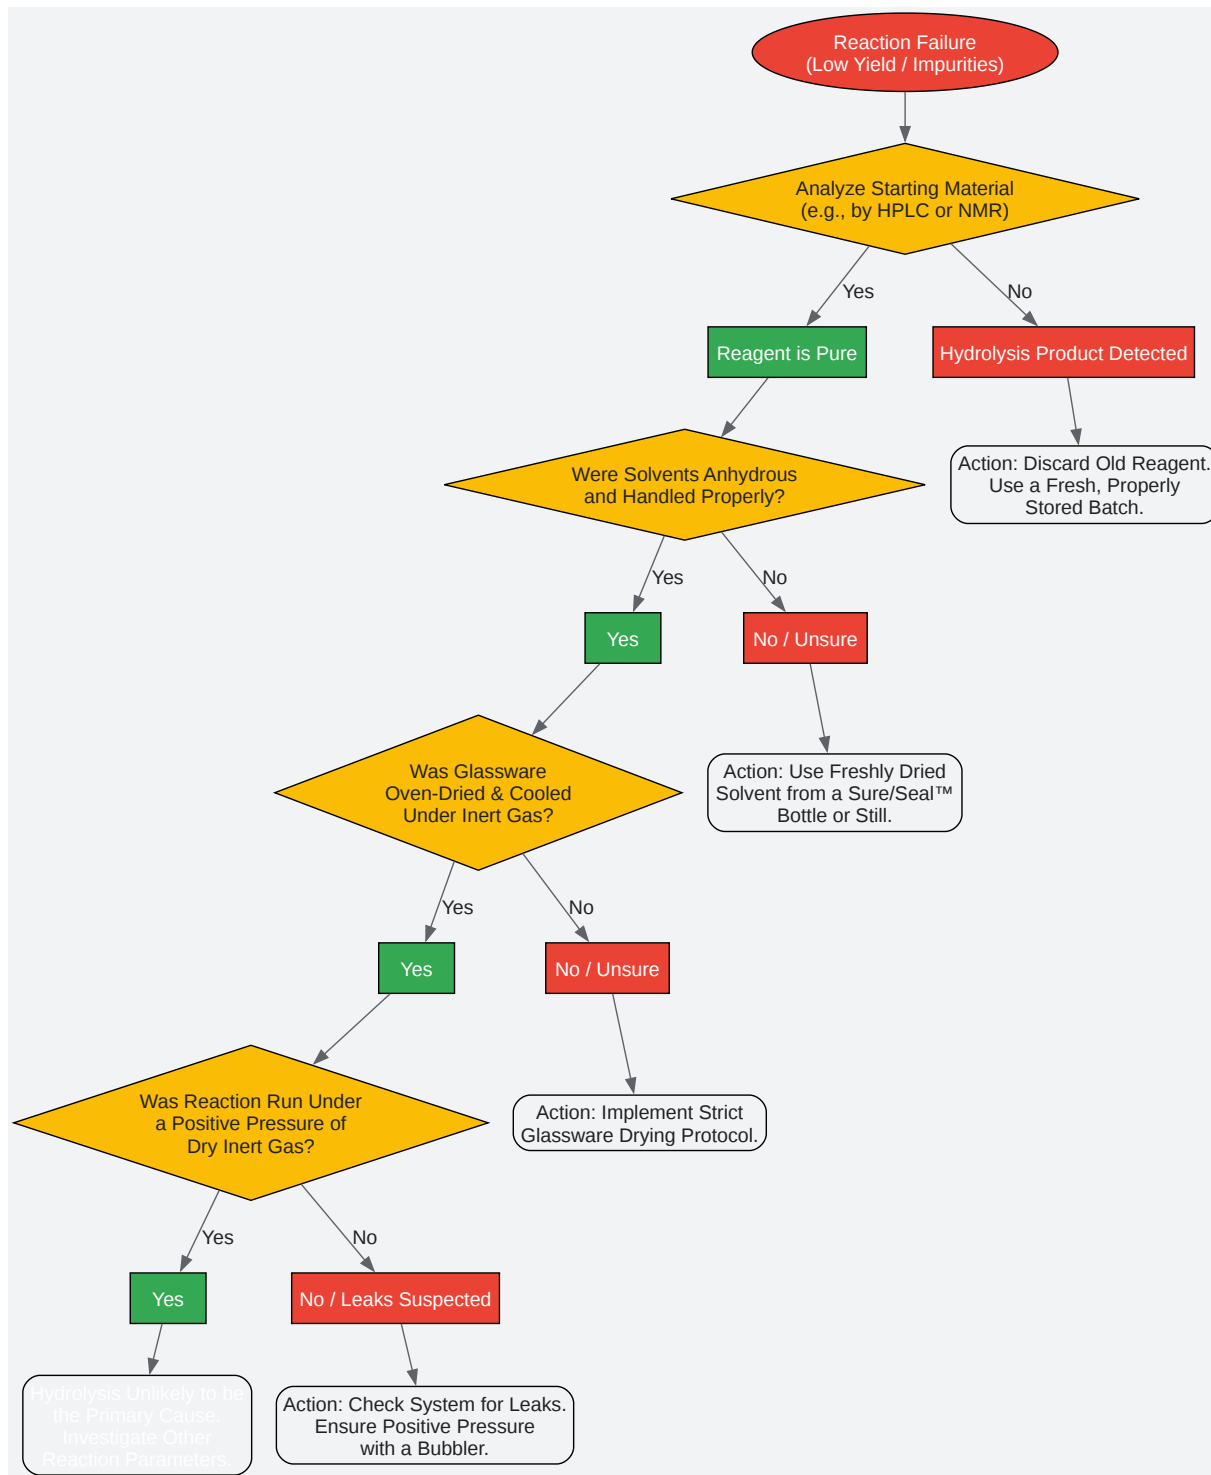 Reaction Failure
(Low Yield / Impurities)
Analyze Starting Material
(e.g., by HPLC or NMR)
Yes
No
Reagent is Pure
Hydrolysis Product Detected
Were Solvents Anhydrous
and Handled Properly?
Action: Discard Old Reagent.
Use a Fresh, Properly
Stored Batch.
Yes
No
Yes
No / Unsure
Was Glassware
Oven-Dried & Cooled
Under Inert Gas?
Action: Use Freshly Dried
Solvent from a Sure/Seal™
Bottle or Still.
Yes
No
Yes
No / Unsure
Was Reaction Run Under
a Positive Pressure of
Dry Inert Gas?
Action: Implement Strict
Glassware Drying Protocol.
Yes
No
Yes
No / Leaks Suspected
Hydrolysis Unlikely to be
the Primary Cause.
Investigate Other
Reaction Parameters.
Action: Check System for Leaks.
Ensure Positive Pressure
with a Bubbler.